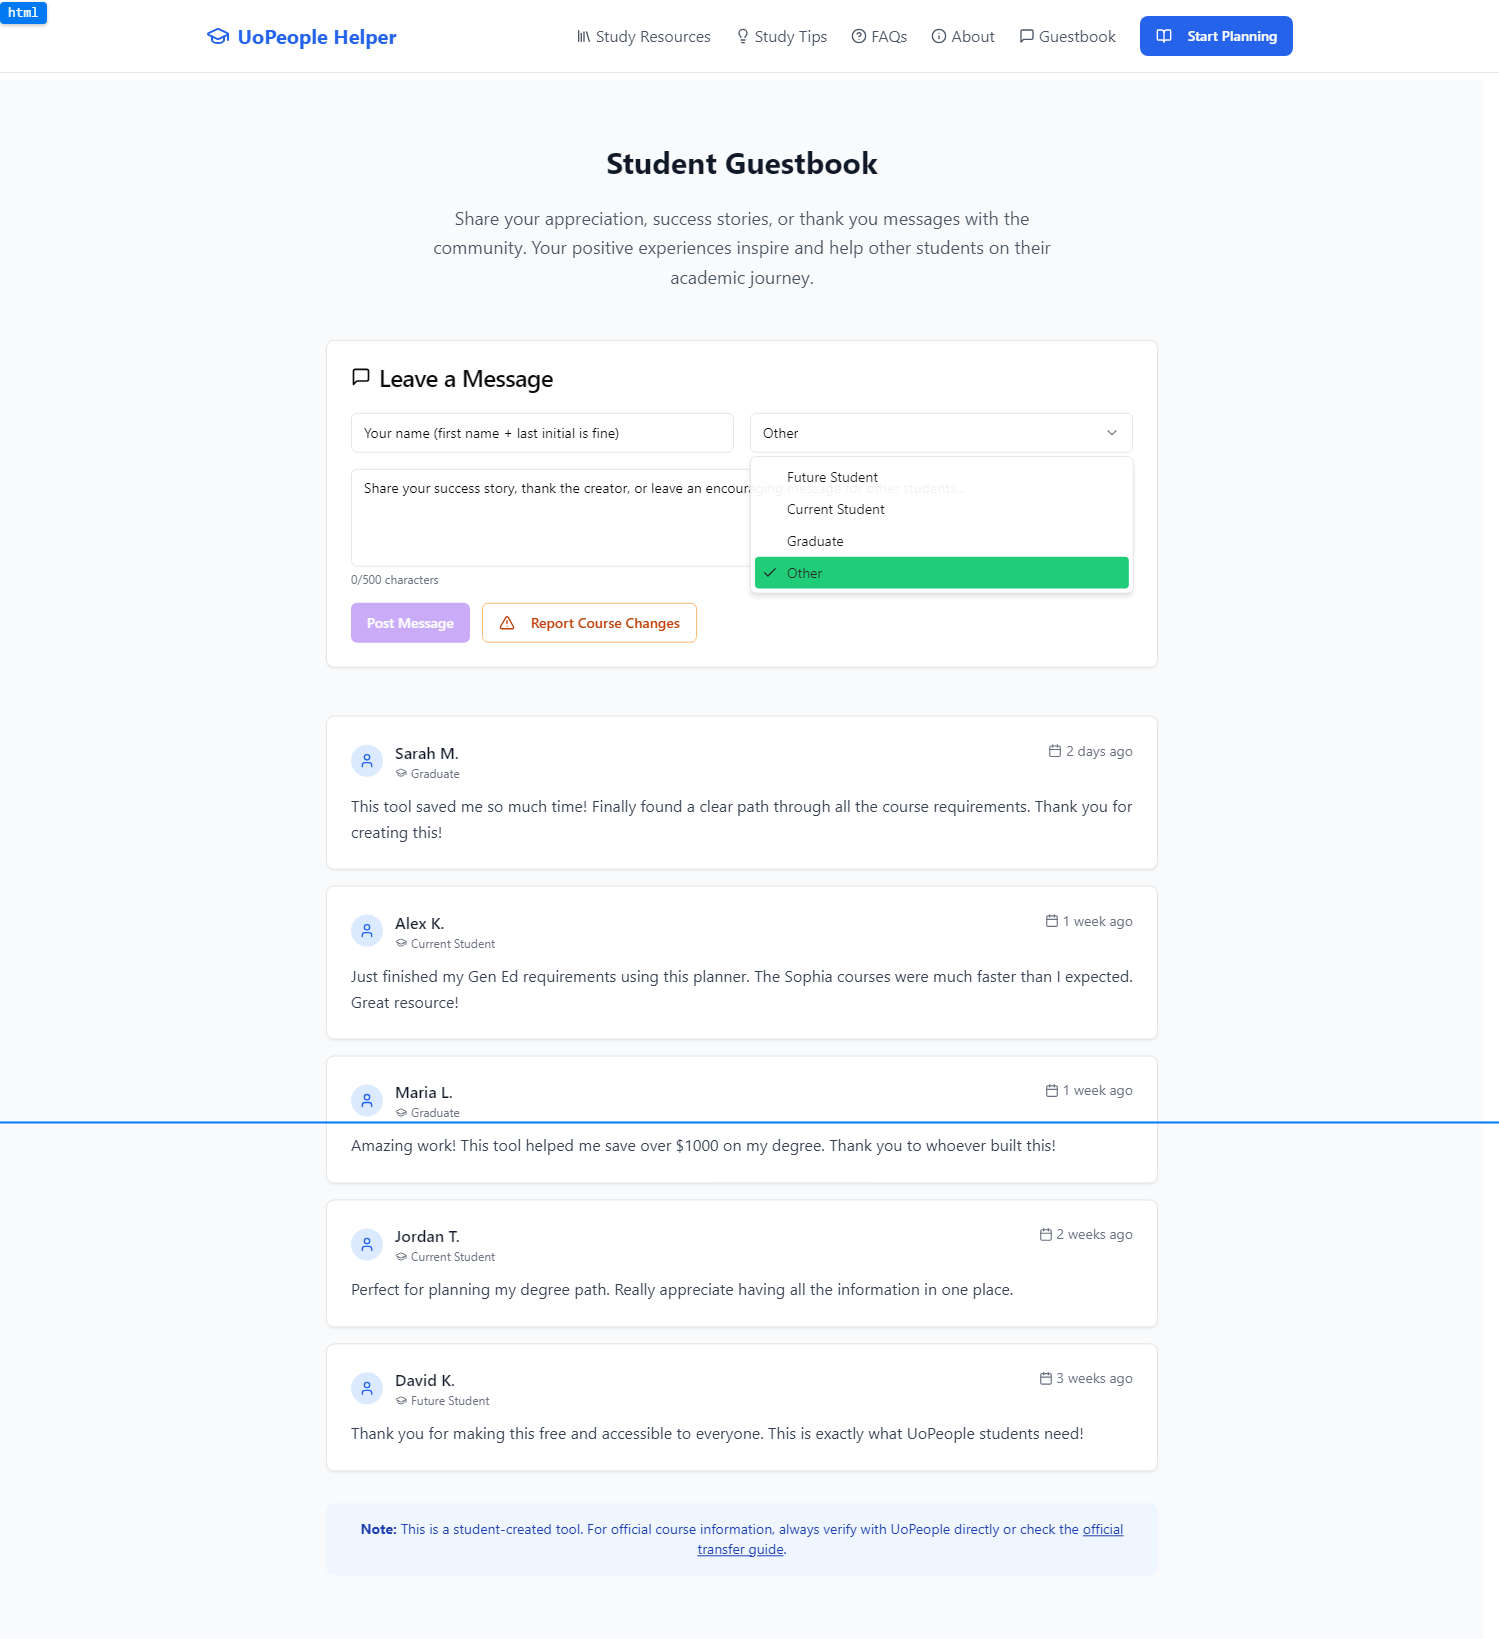 html
UoPeople Helper
Study Resources
Study Tips
FAQs
About
Guestbook
Start Planning
Student Guestbook
Share your appreciation, success stories, or thank you messages with the
community. Your positive experiences inspire and help other students on their
academic journey.
Leave a Message
Your name (first name + last initial is fine)
Other
Share your success story, thank the creator, or leave an encouraging message for other students...
Future Student
Current Student
Graduate
Other
0/500 characters
Post Message
Report Course Changes
Sarah M.
Graduate
2 days ago
This tool saved me so much time! Finally found a clear path through all the course requirements. Thank you for
creating this!
Alex K.
Current Student
1 week ago
Just finished my Gen Ed requirements using this planner. The Sophia courses were much faster than I expected.
Great resource!
Maria L.
Graduate
1 week ago
Amazing work! This tool helped me save over $1000 on my degree. Thank you to whoever built this!
Jordan T.
Current Student
2 weeks ago
Perfect for planning my degree path. Really appreciate having all the information in one place.
David K.
Future Student
3 weeks ago
Thank you for making this free and accessible to everyone. This is exactly what UoPeople students need!
Note: This is a student-created tool. For official course information, always verify with UoPeople directly or check the official
transfer guide.